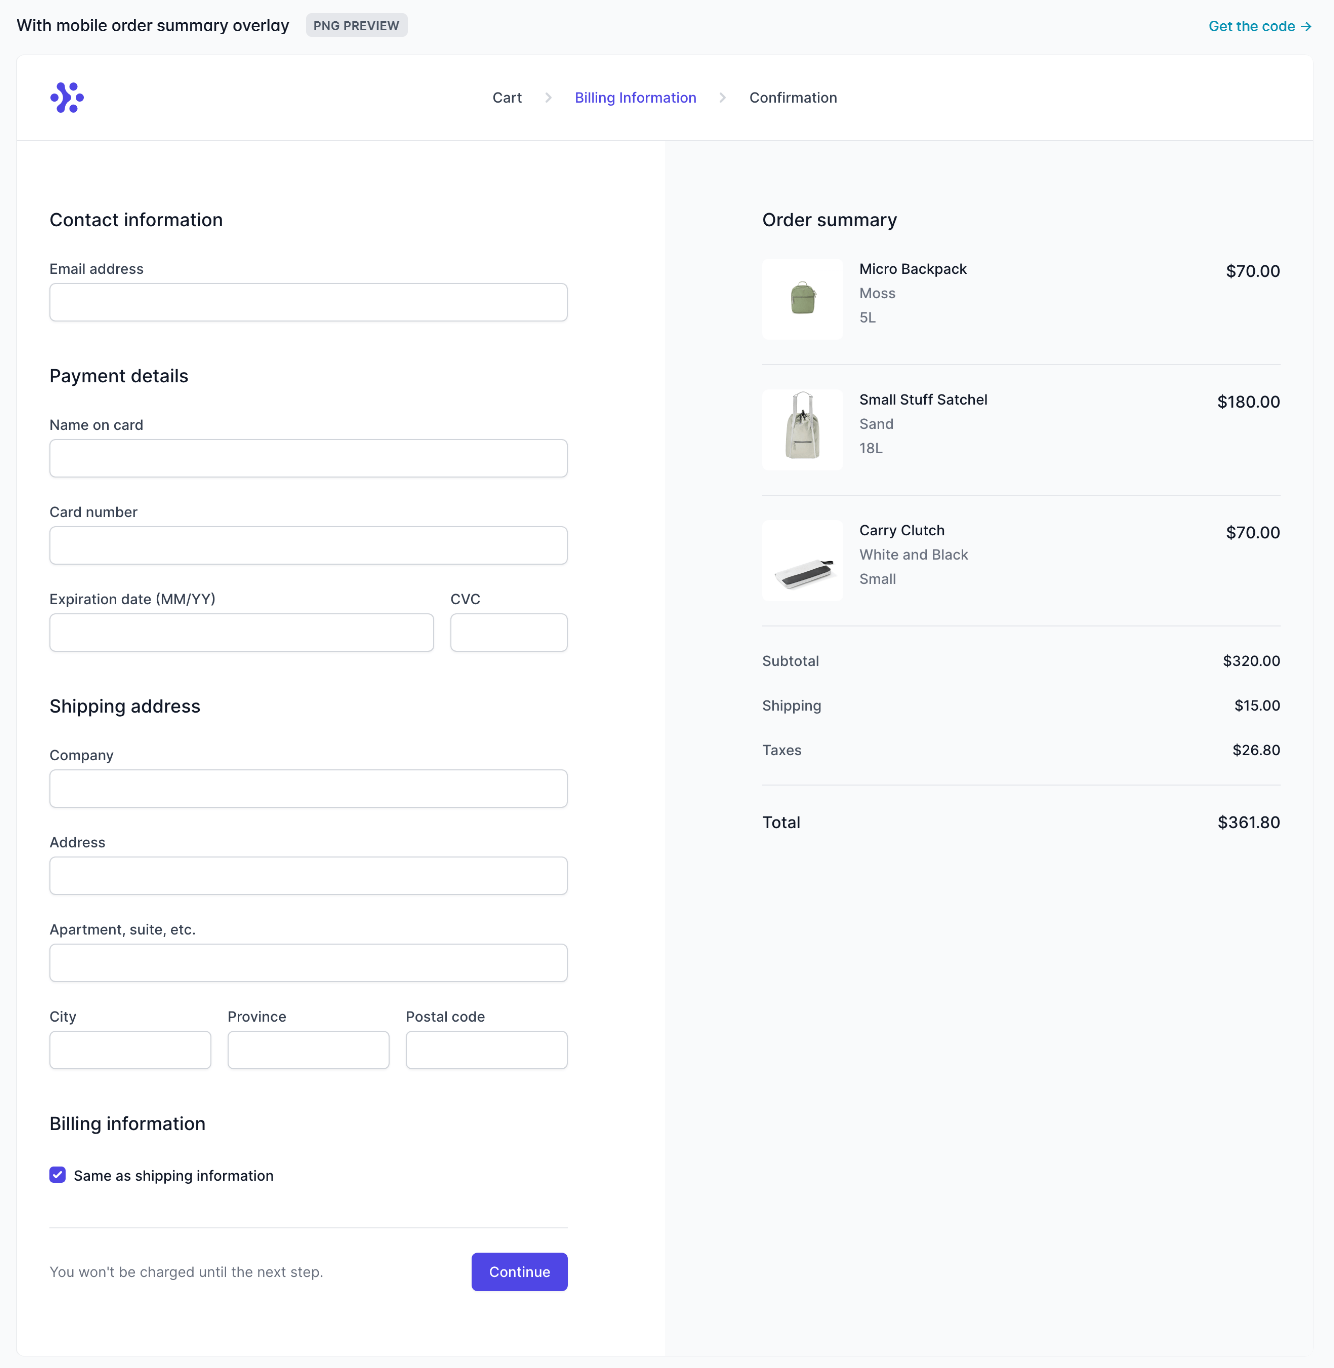 With mobile order summary overlay PNG PREVIEW Get the code →
Cart Billing Information Confirmation
Contact information
Email address
Payment details
Name on card
Card number
Expiration date (MM/YY) CVC
Shipping address
Company
Address
Apartment, suite, etc.
City Province Postal code
Billing information
Same as shipping information
You won't be charged until the next step. Continue
Order summary
Micro Backpack $70.00
Moss
5L
Small Stuff Satchel $180.00
Sand
18L
Carry Clutch $70.00
White and Black
Small
Subtotal $320.00
Shipping $15.00
Taxes $26.80
Total $361.80